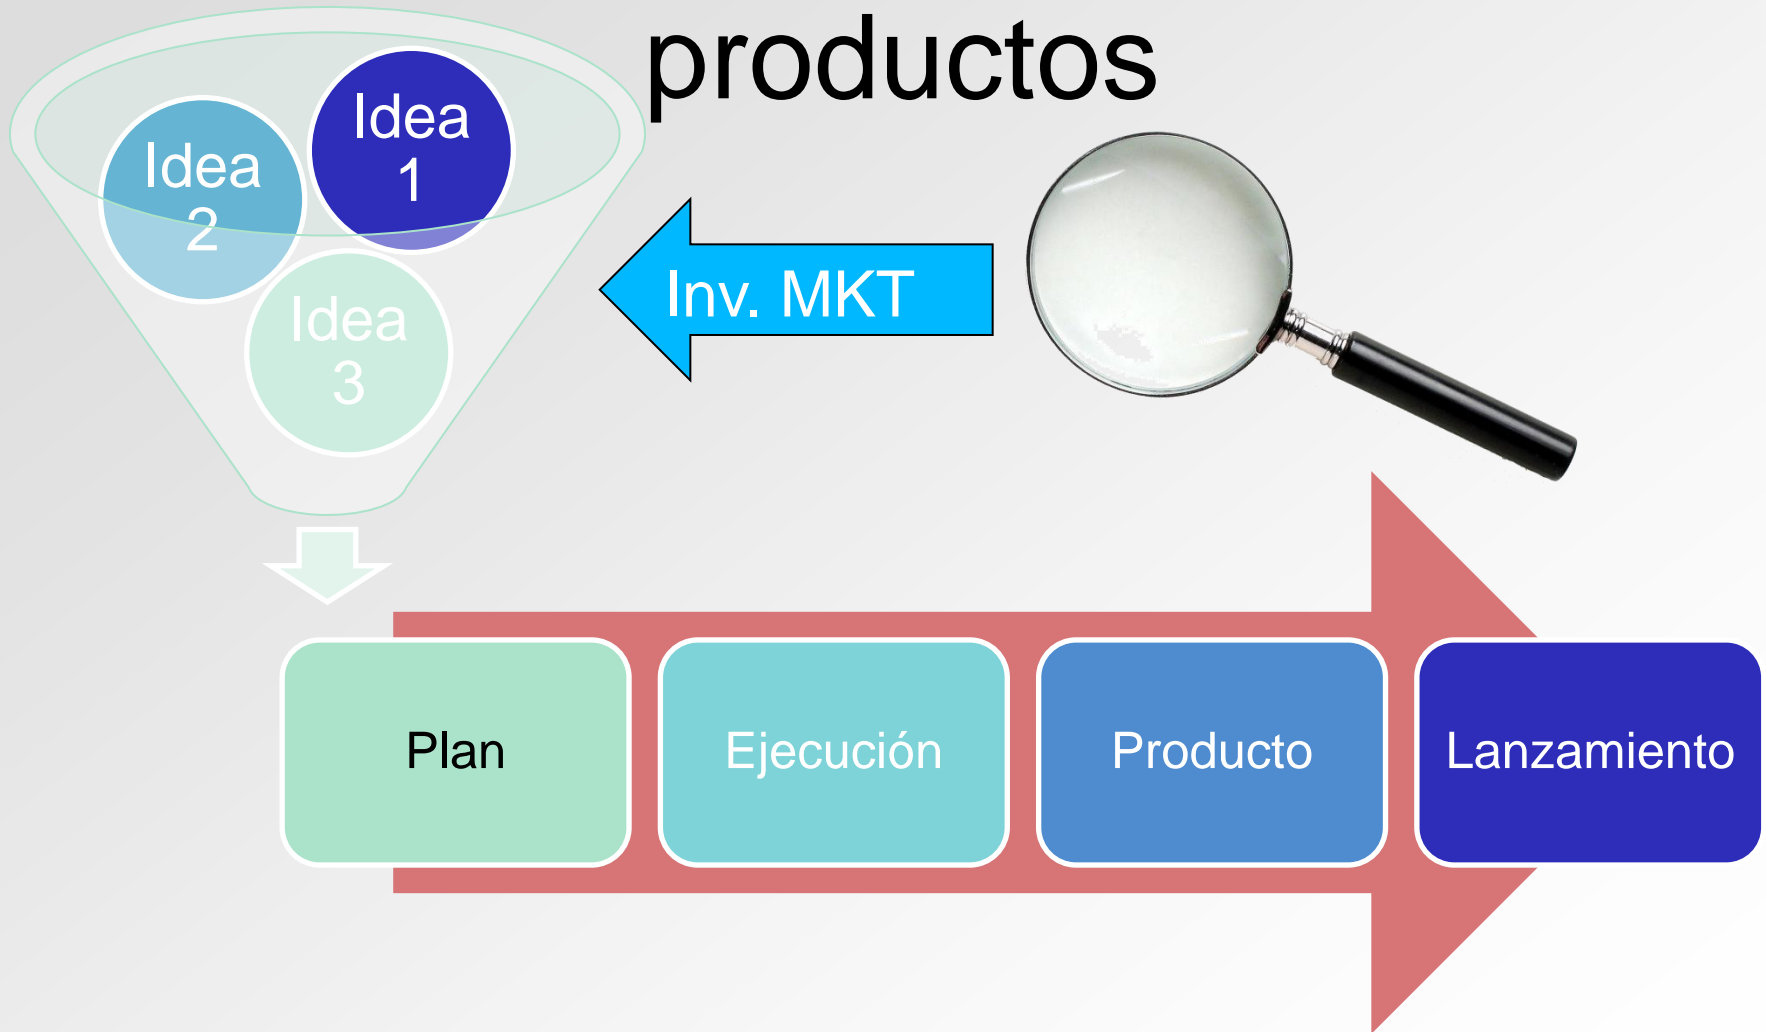 productos
Idea
1
Idea
2
Idea
3
Inv. MKT
Plan
Ejecución
Producto
Lanzamiento